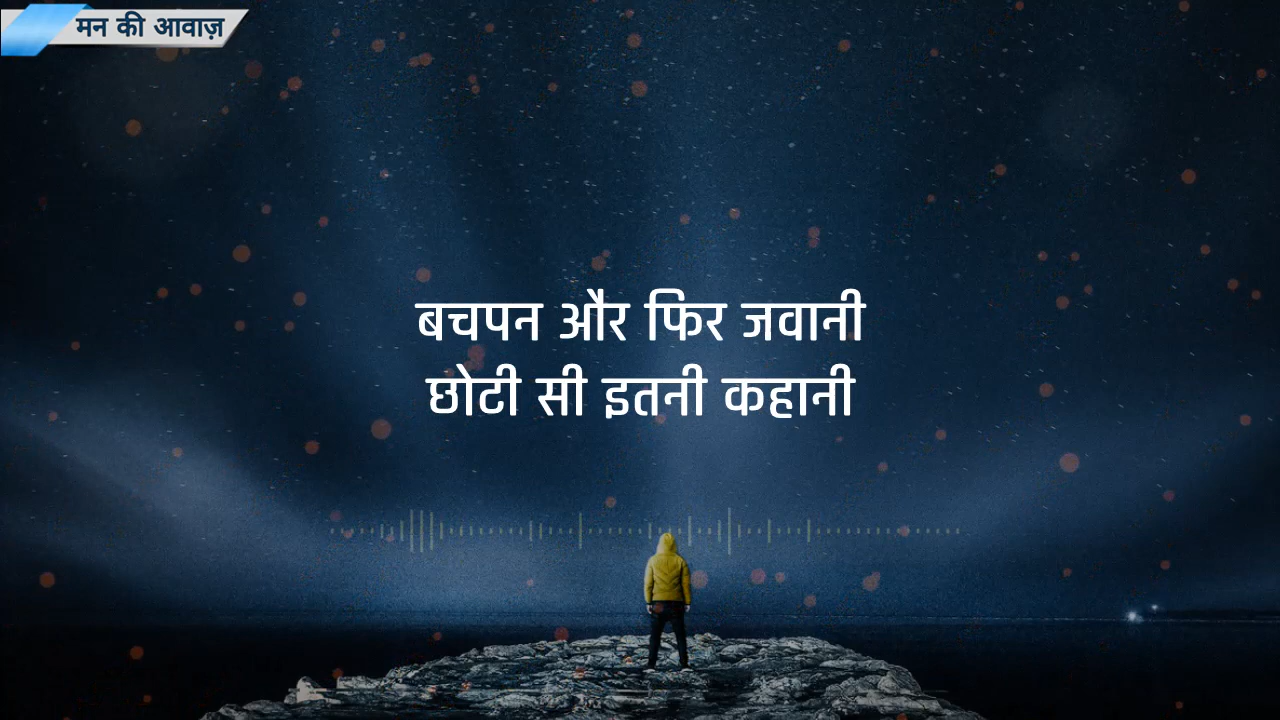 मन की आवाज़
बचपन और फिर जवानी
छोटी सी इतनी कहानी